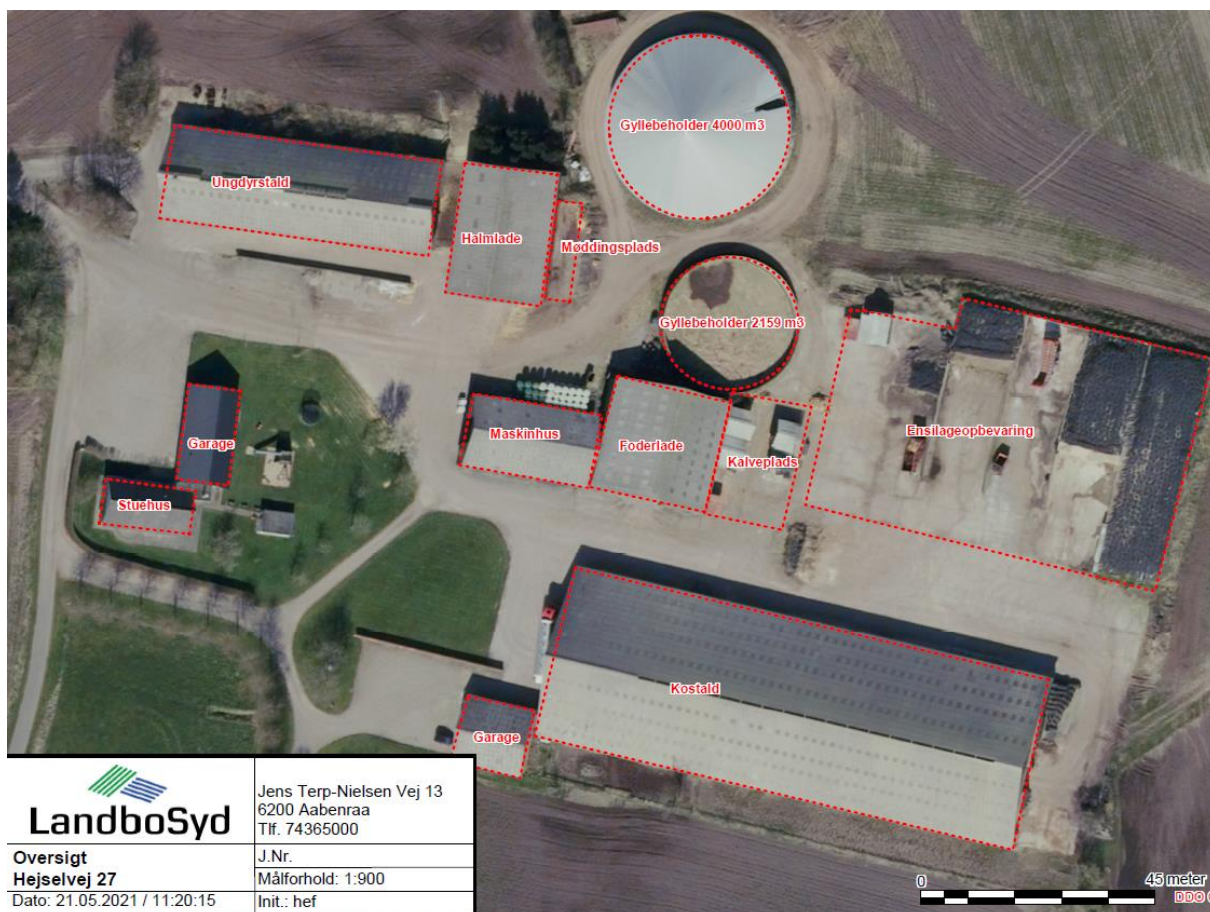 Gyllebeholder 4000 m3
Ungdyrstald
Halmlade
Møddingsplads
Gyllebeholder 2159 m3
Maskinhus
Foderlade
Kalveplads
Ensilageopbevaring
Garage
Stuehus
Kostald
Garage
LandboSyd
Jens Terp-Nielsen Vej 13
6200 Aabenraa
Tlf. 74365000
Oversigt
Hejselvej 27
J.Nr.
Målforhold: 1:900
Dato: 21.05.2021 / 11:20:15
Init.: hef
0
45 meter
DDO